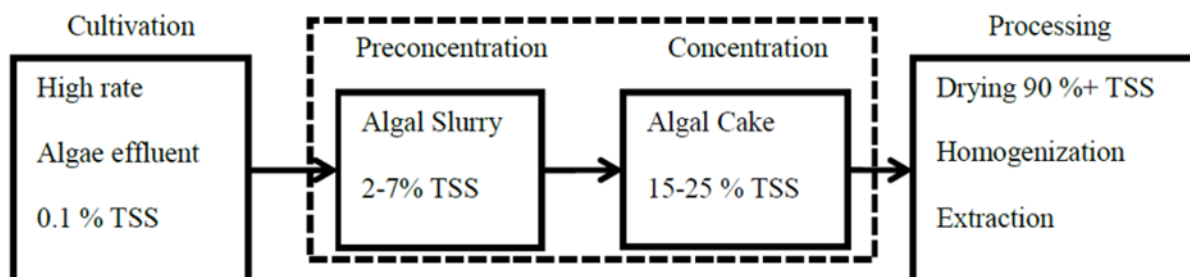 Cultivation
High rate
Algae effluent
0.1 % TSS
Preconcentration
Algal Slurry
2-7% TSS
Concentration
Algal Cake
15-25 % TSS
Processing
Drying 90 %+ TSS
Homogenization
Extraction